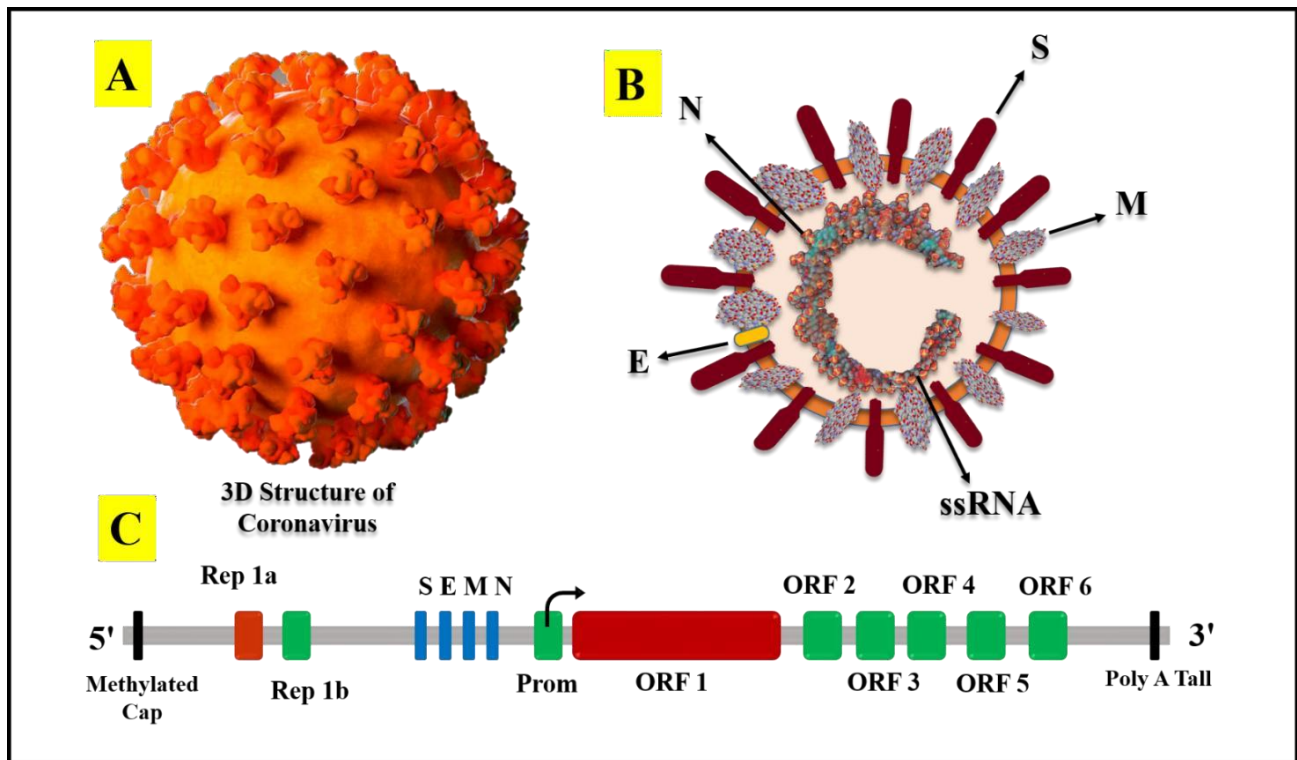 A
3D Structure of
Coronavirus
B
S
N
M
E
ssRNA
C
Rep 1a
S E M N
ORF 2
ORF 4
ORF 6
5'
3'
Methylated
Cap
Rep 1b
Prom
ORF 1
ORF 3
ORF 5
Poly A Tall